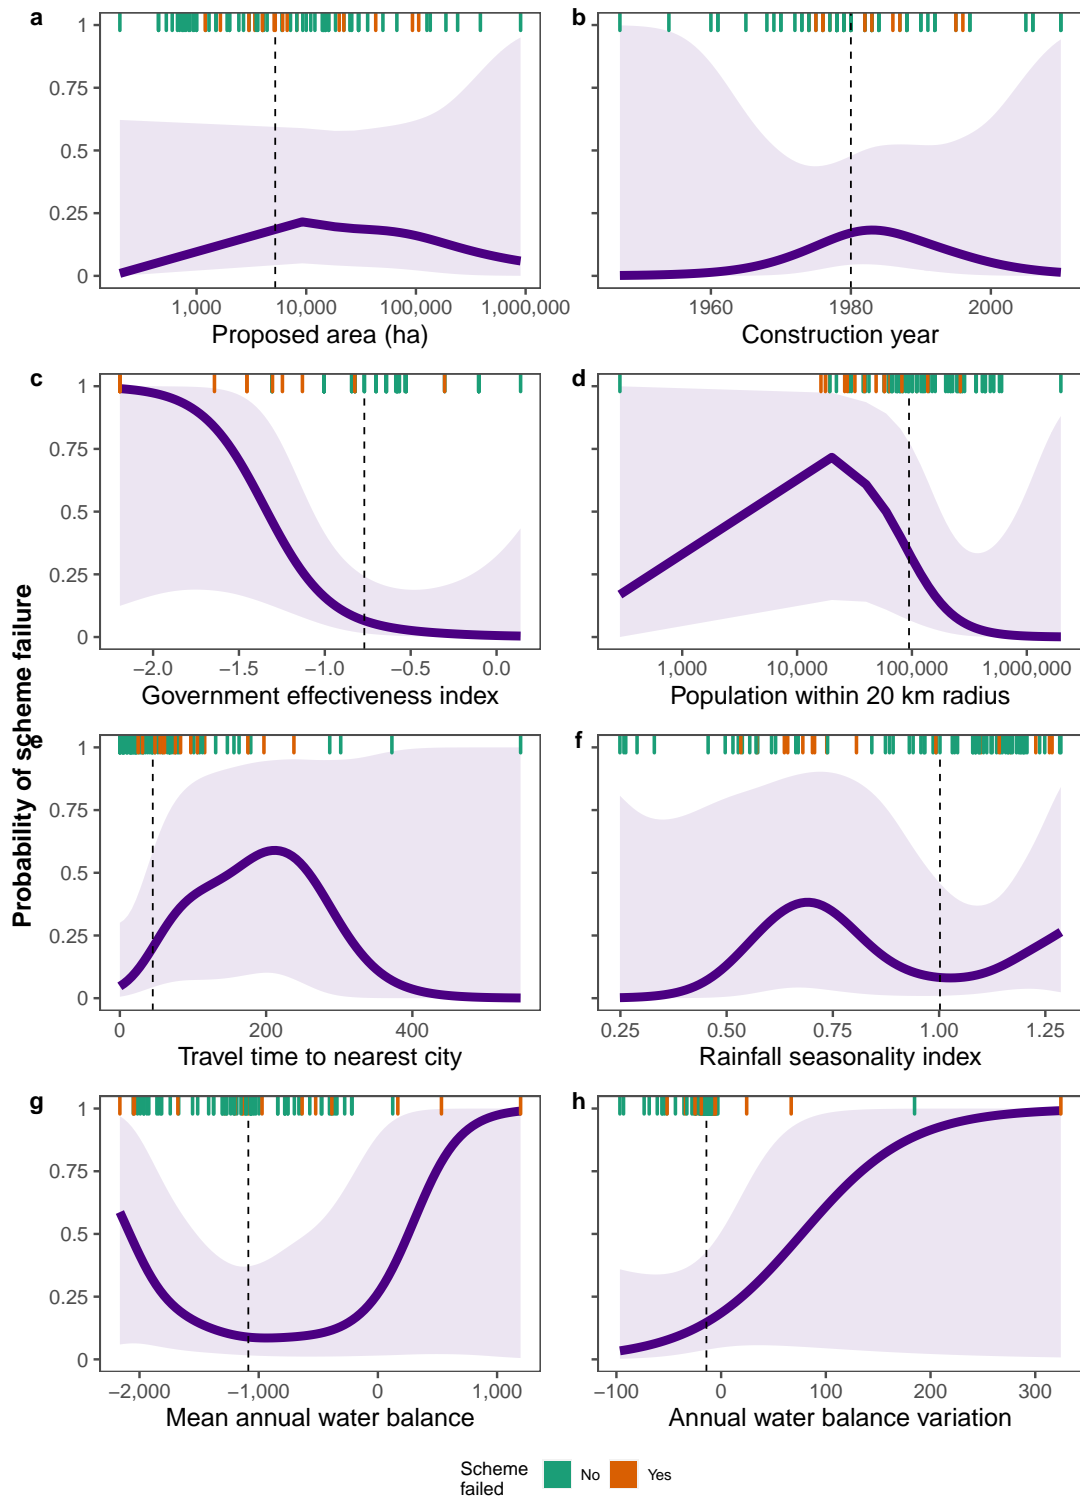 a
b
1
0.75
0.5
0.25
0
1,000
10,000
100,000
1,000,000
1960
1980
2000
Proposed area (ha)
Construction year
c
d
1
0.75
0.5
0.25
0
−2.0
−1.5
−1.0
−0.5
0.0
1,000
10,000
100,000
1,000,000
Government effectiveness index
Population within 20 km radius
Probability of scheme failure
e
f
1
0.75
0.5
0.25
0
0
200
400
0.25
0.50
0.75
1.00
1.25
Travel time to nearest city
Rainfall seasonality index
g
h
1
0.75
0.5
0.25
0
−2,000
−1,000
0
1,000
−100
0
100
200
300
Mean annual water balance
Annual water balance variation
Scheme
failed
No
Yes